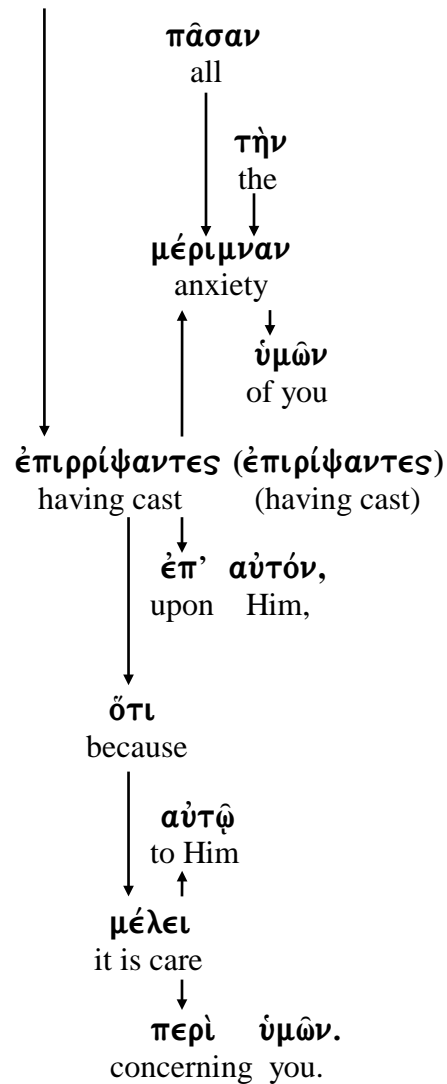 πᾶσαν
all
τὴν
the
μέριμναν
anxiety
ὑμῶν
of you
ἐπιρρίψαντες (ἐπιρίψαντες)
having cast (having cast)
ἐπ' αὐτόν,
upon Him,
ὅτι
because
αὐτῷ
to Him
μέλει
it is care
περὶ ὑμῶν.
concerning you.